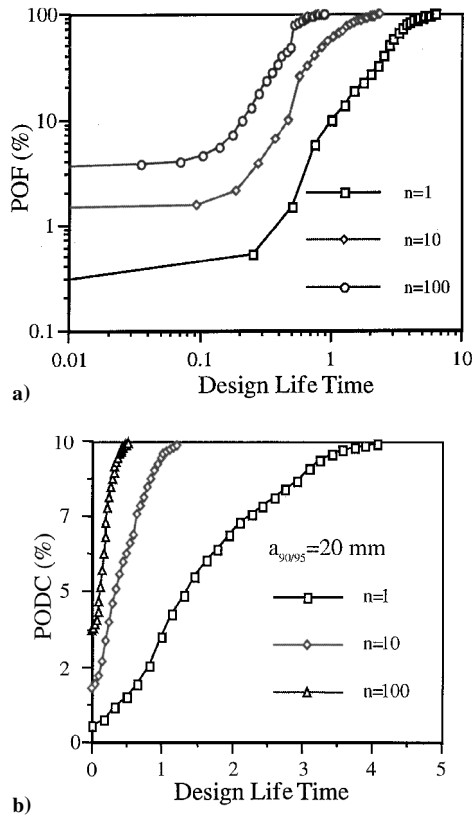 100
10
1
0.1
POF (%)
n=1
n=10
n=100
0.01
0.1
1
10
Design Life Time
a)
10
7
5
2
0
PODC (%)
a90/95=20 mm
n=1
n=10
n=100
0
1
2
3
4
5
Design Life Time
b)